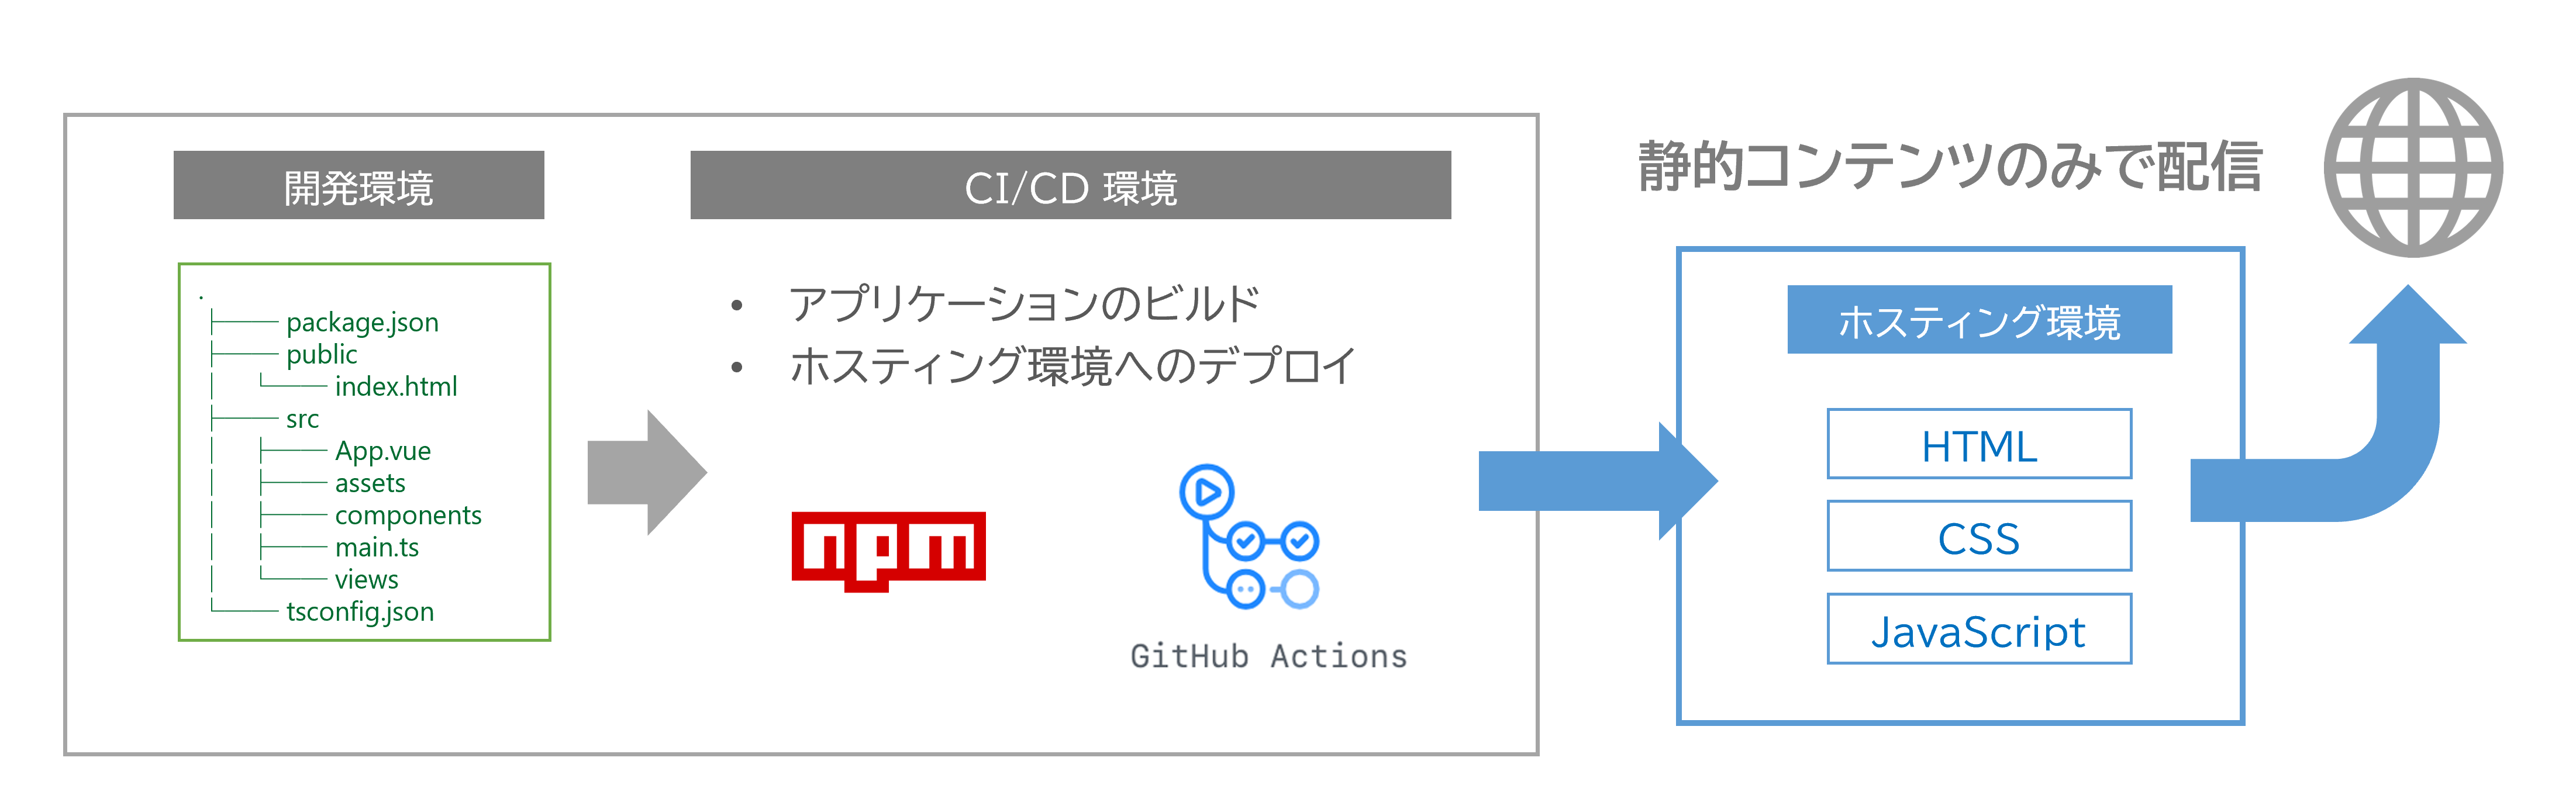 開発環境
.
package.json
public
index.html
src
App.vue
assets
components
main.ts
views
tsconfig.json
CI/CD 環境
• アプリケーションのビルド
• ホスティング環境へのデプロイ
npm
GitHub Actions
静的コンテンツのみで配信
ホスティング環境
HTML
CSS
JavaScript